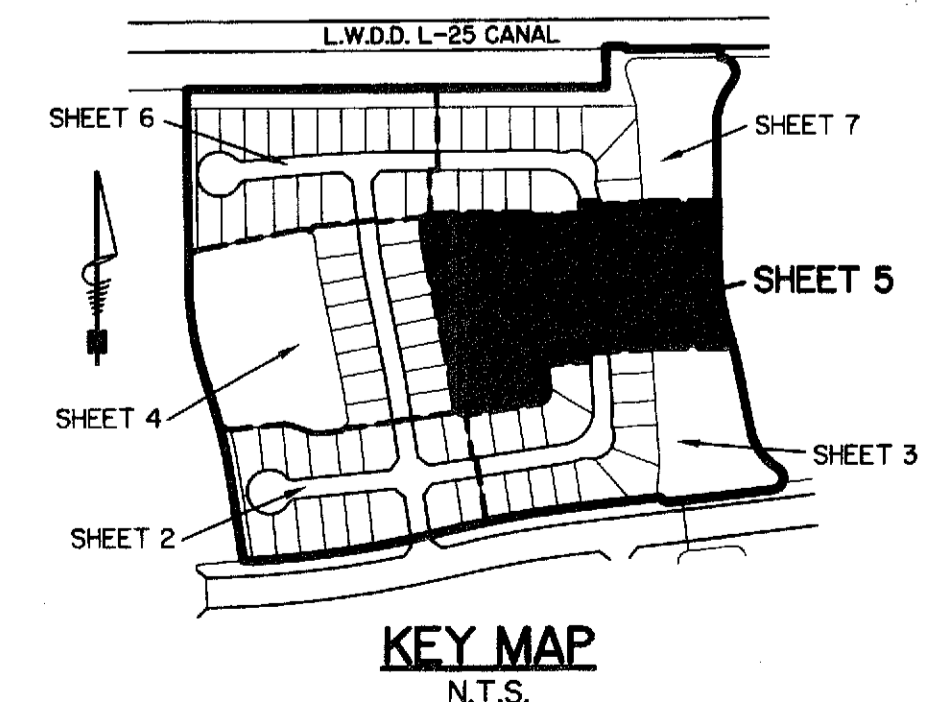 L.W.D.D. L-25 CANAL
SHEET 6
SHEET 7
SHEET 5
SHEET 4
SHEET 3
SHEET 2
KEY MAP
N.T.S.